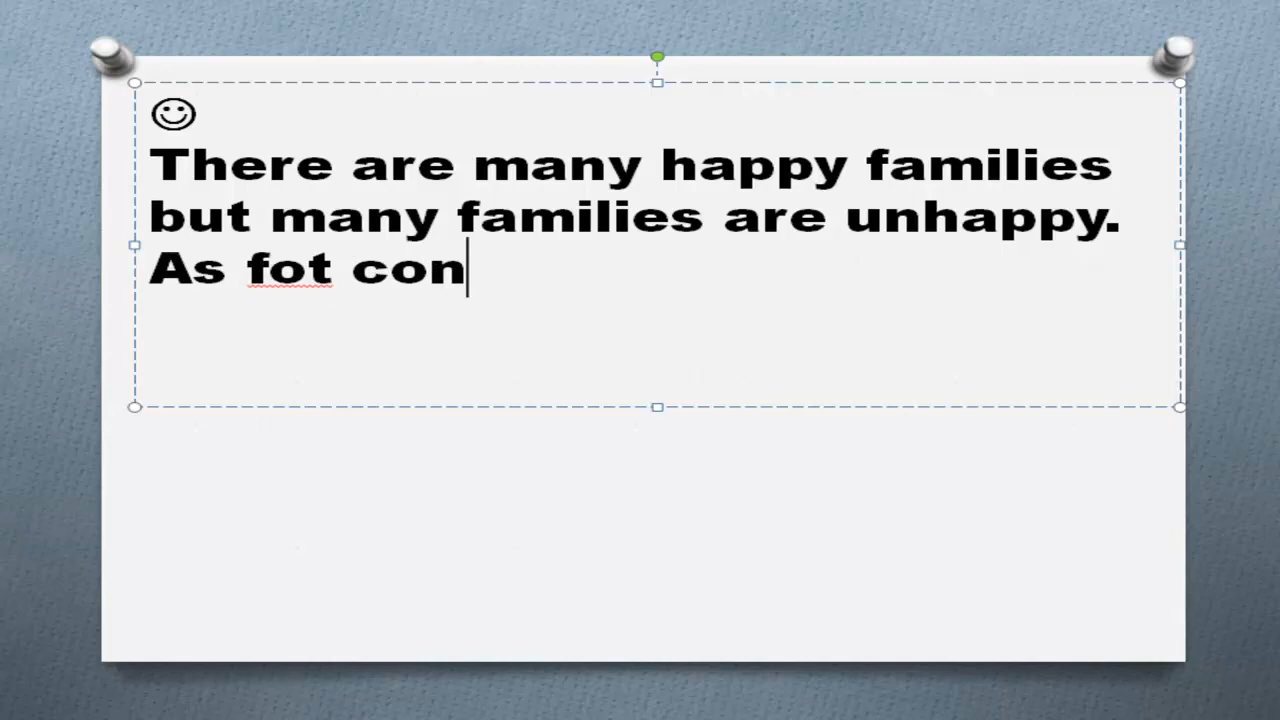 ☺
There are many happy families
but many families are unhappy.
As fot con